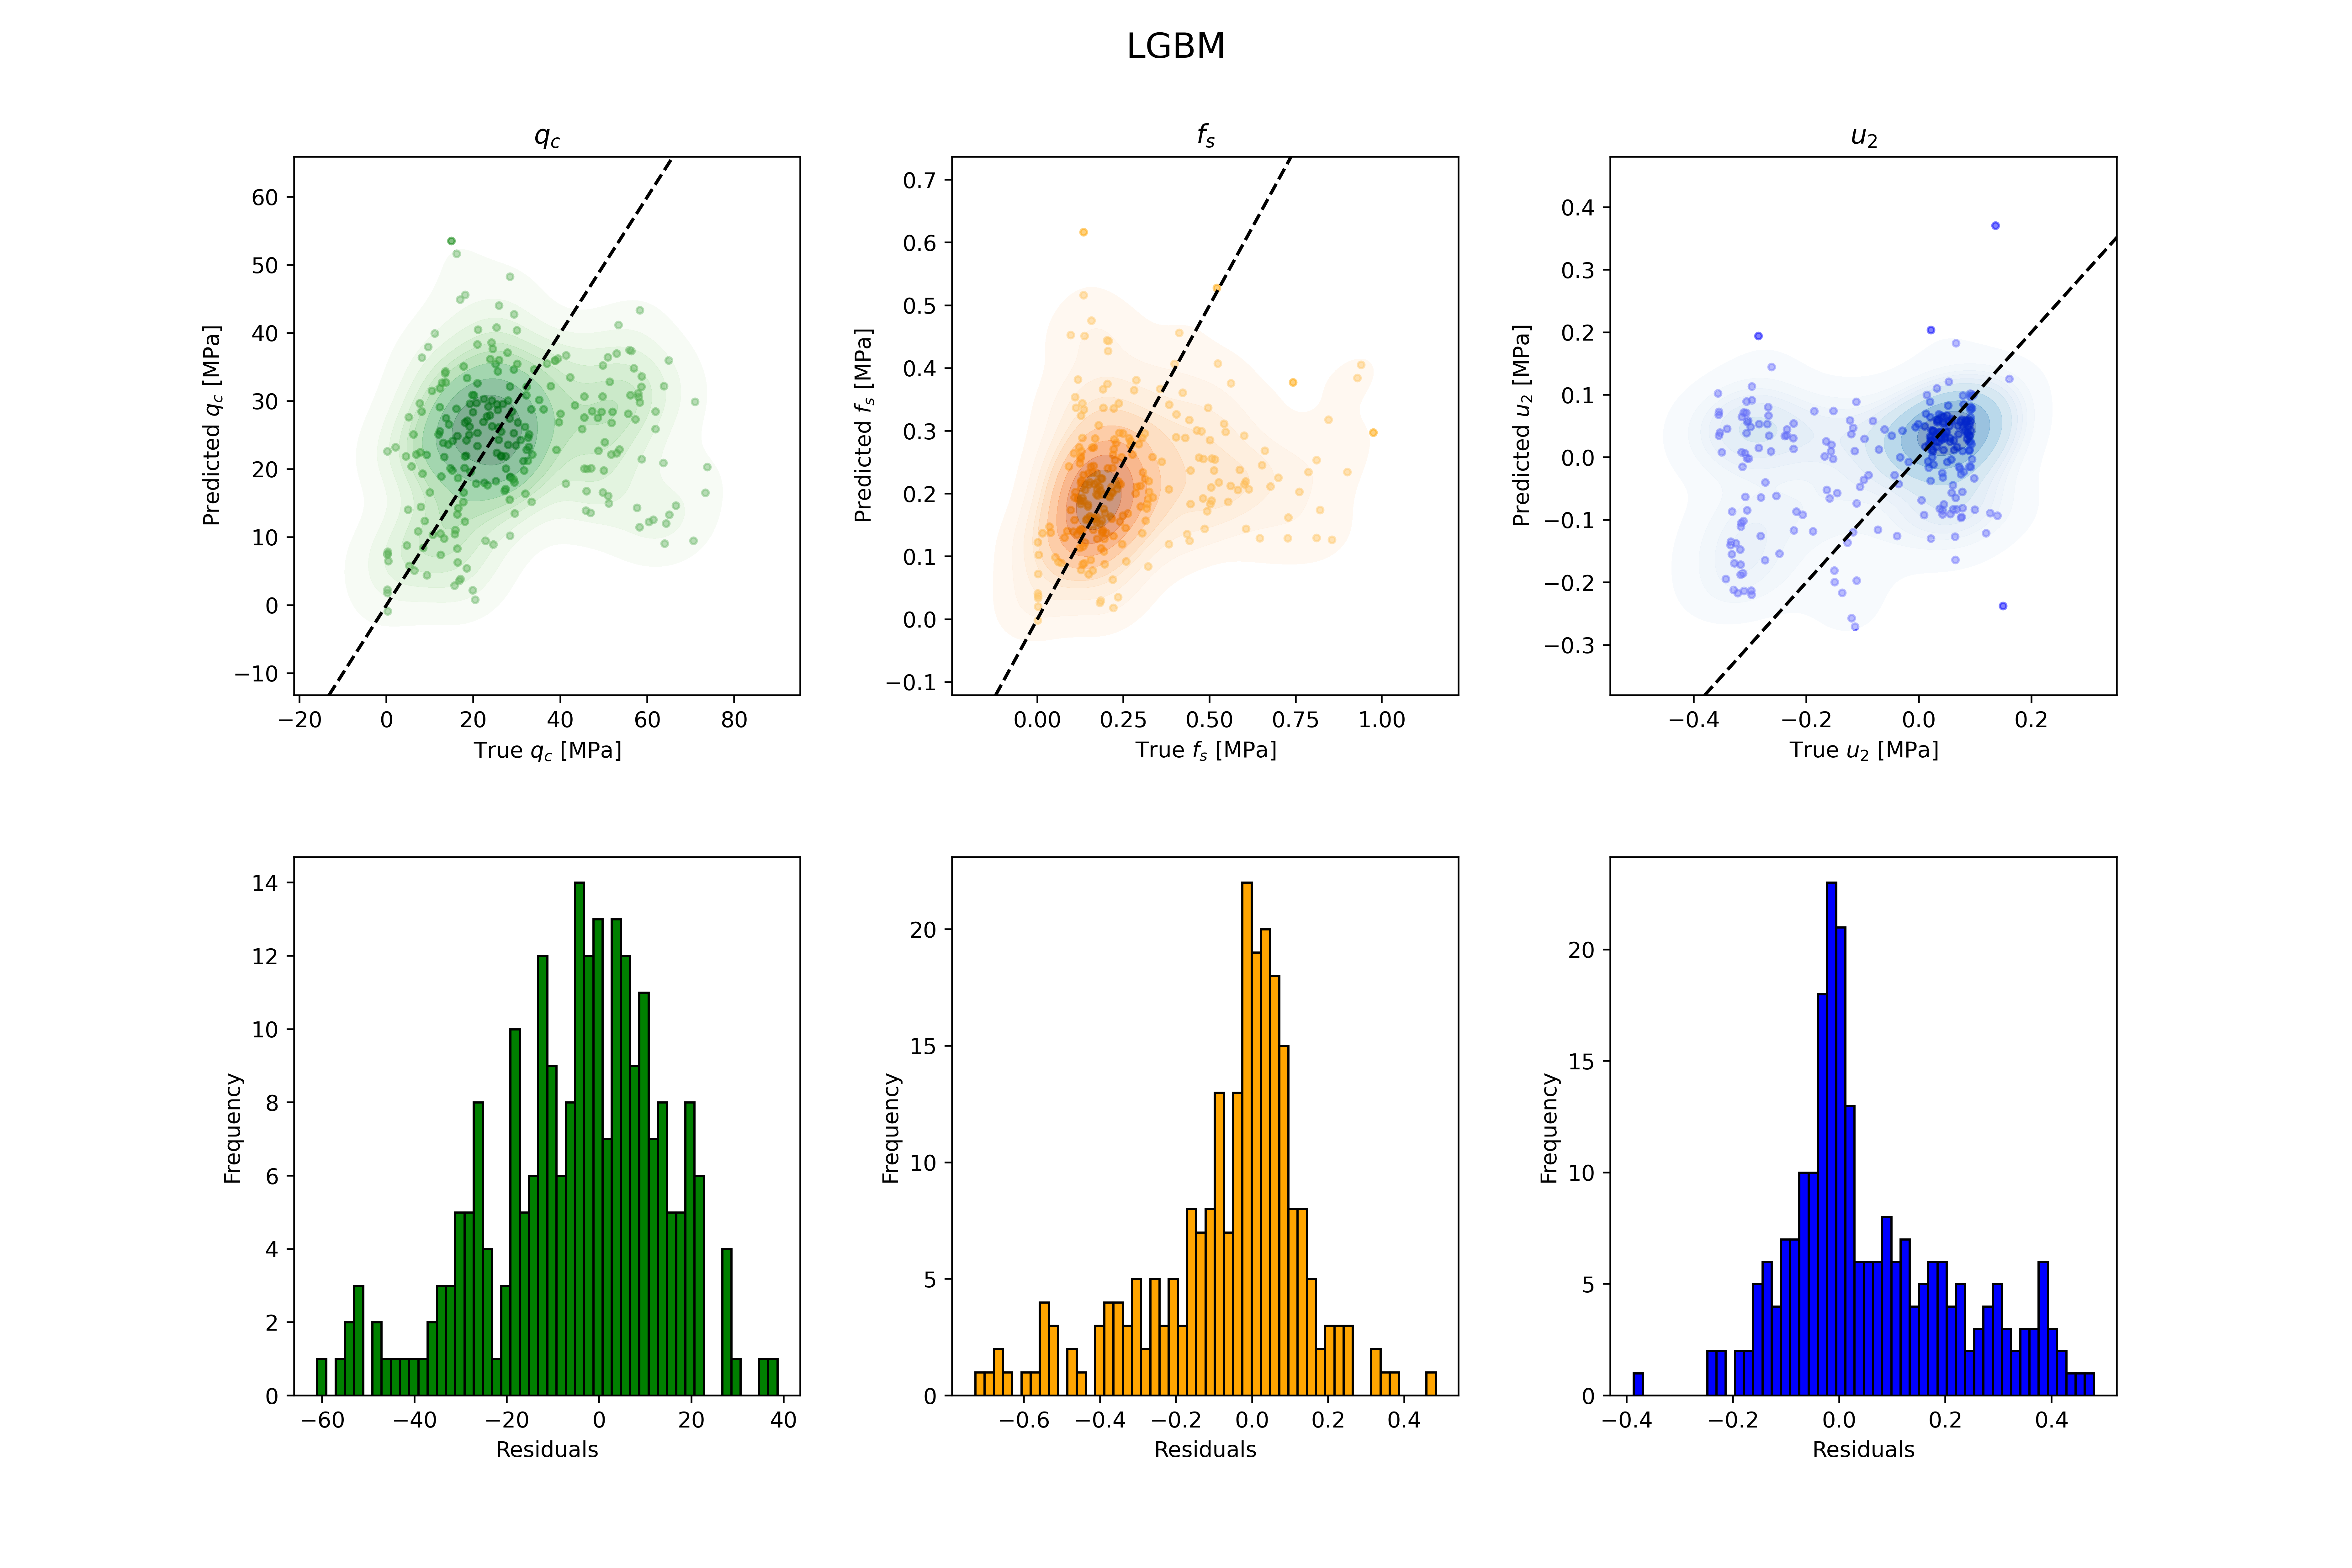 LGBM
q_c f_s u_2
Predicted q_c [MPa]
60
50
40
30
20
10
0
−10
−20 0 20 40 60 80
True q_c [MPa]
Predicted f_s [MPa]
0.7
0.6
0.5
0.4
0.3
0.2
0.1
0.0
−0.1
0.00 0.25 0.50 0.75 1.00
True f_s [MPa]
Predicted u_2 [MPa]
0.4
0.3
0.2
0.1
0.0
−0.1
−0.2
−0.3
−0.4 −0.2 0.0 0.2
True u_2 [MPa]
Frequency
14
12
10
8
6
4
2
0
−60 −40 −20 0 20 40
Residuals
Frequency
20
15
10
5
0
−0.6 −0.4 −0.2 0.0 0.2 0.4
Residuals
Frequency
20
15
10
5
0
−0.4 −0.2 0.0 0.2 0.4
Residuals